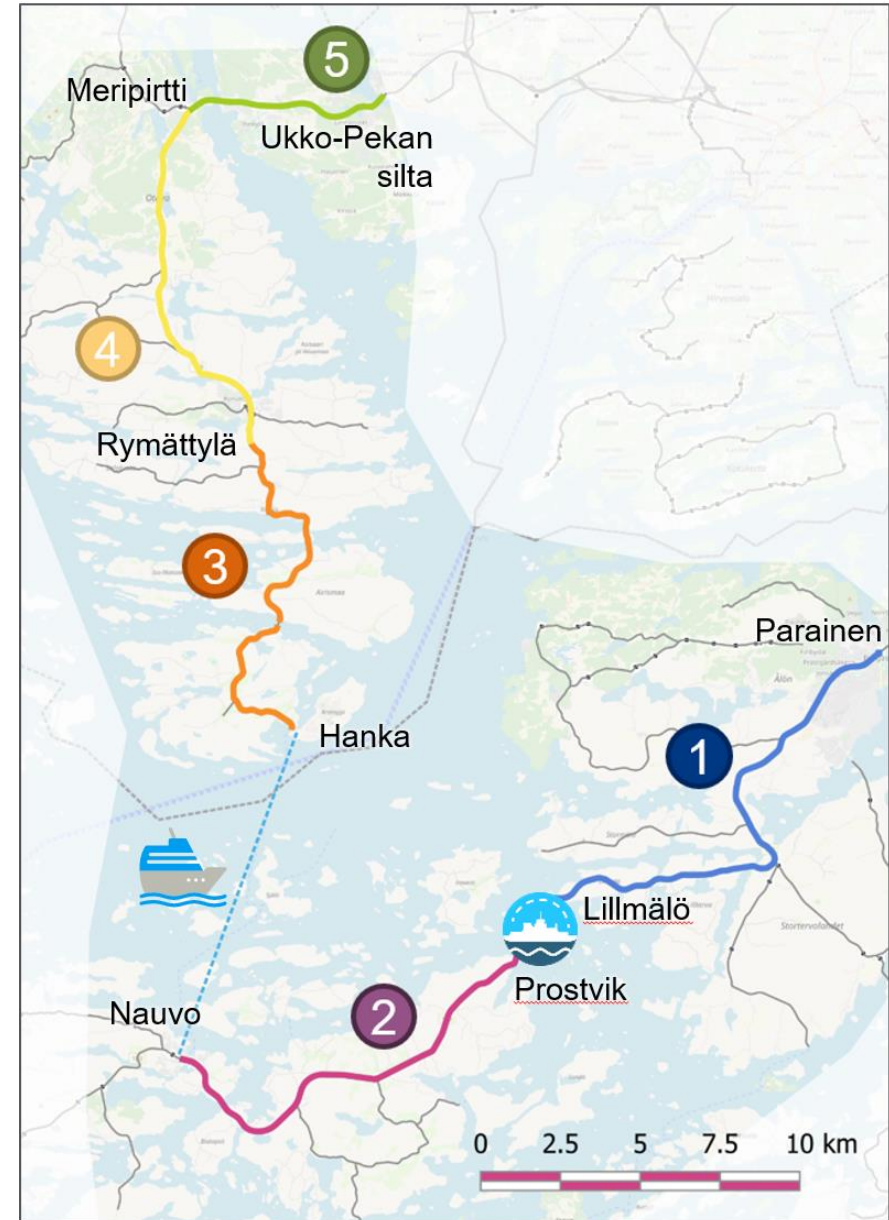 5
Meripirtti
Ukko-Pekan
silta
4
Rymättylä
3
Parainen
Hanka
1
Lillmälö
Stortervolandet
Prostvik
Nauvo
2
0 2.5 5 7.5 10 km